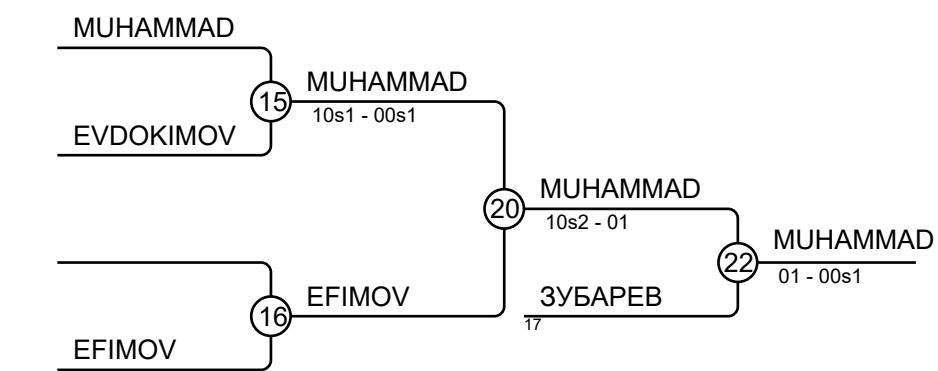 MUHAMMAD
15
MUHAMMAD
10s1 - 00s1
EVDOKIMOV
20
MUHAMMAD
10s2 - 01
22
MUHAMMAD
01 - 00s1
16
EFIMOV
ЗУБАРЕВ
17
EFIMOV